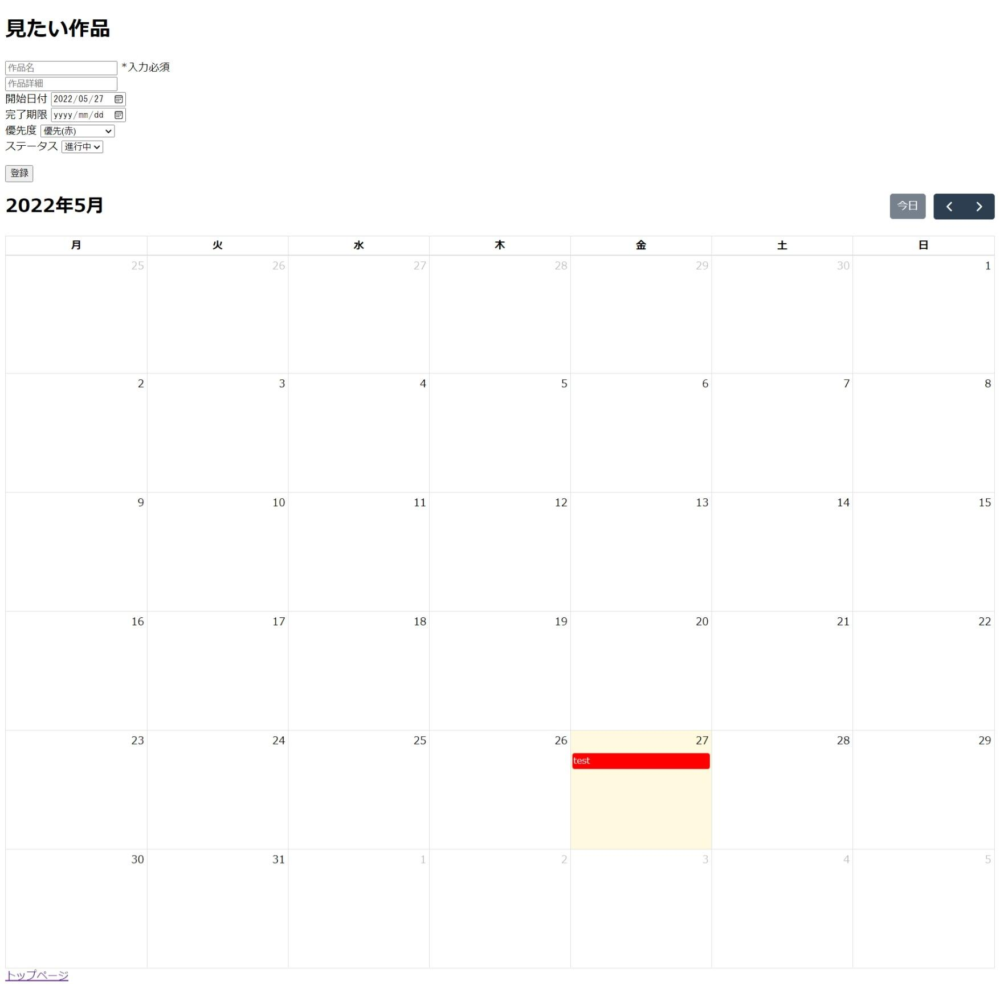 見たい作品
作品名 *入力必須
作品詳細
開始日付 2022/05/27
完了期限 yyyy/mm/dd
優先度 優先(赤)
ステータス 進行中
登録
2022年5月 今日
月 火 水 木 金 土 日
25 26 27 28 29 30 1
2 3 4 5 6 7 8
9 10 11 12 13 14 15
16 17 18 19 20 21 22
23 24 25 26 27 28 29
test
30 31 1 2 3 4 5
トップページ